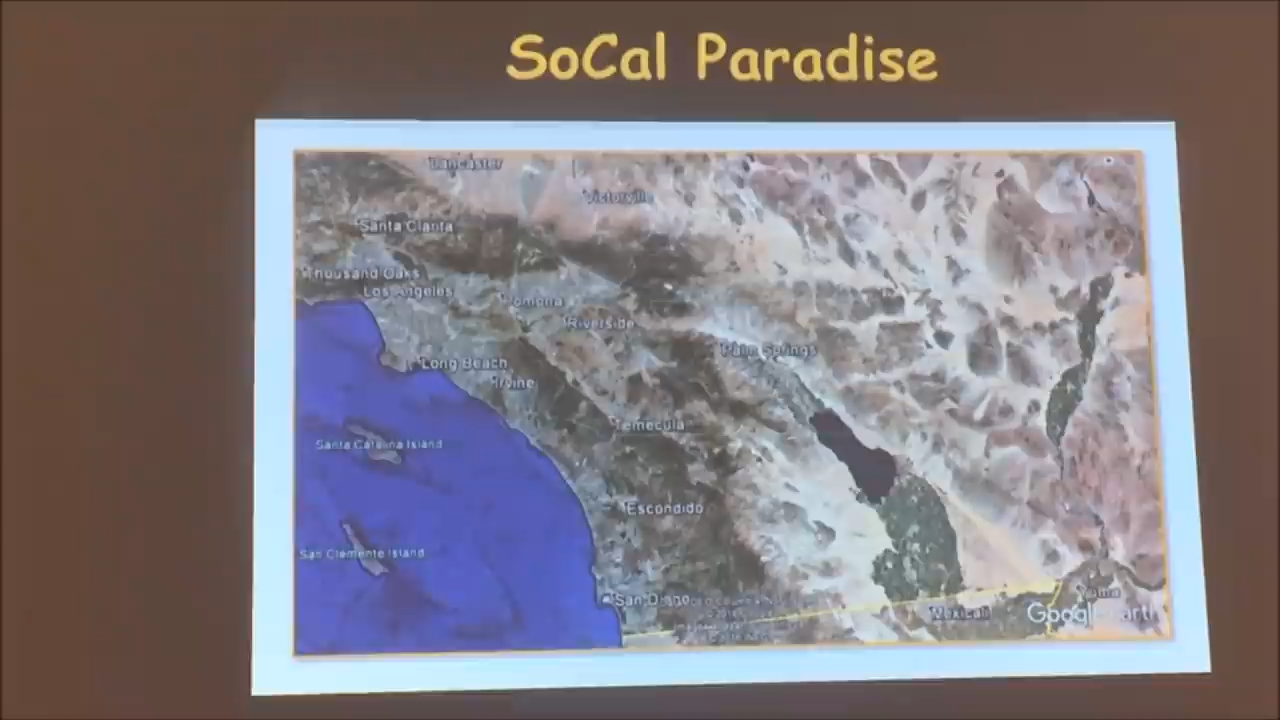 SoCal Paradise
Lancaster
Victorville
Santa Clarita
Thousand Oaks
Los Angeles
Pomona
Riverside
Palm Springs
Long Beach
Irvine
Temecula
Santa Catalina Island
Escondido
San Clemente Island
San Diego
Yuma
Mexicali
Google earth